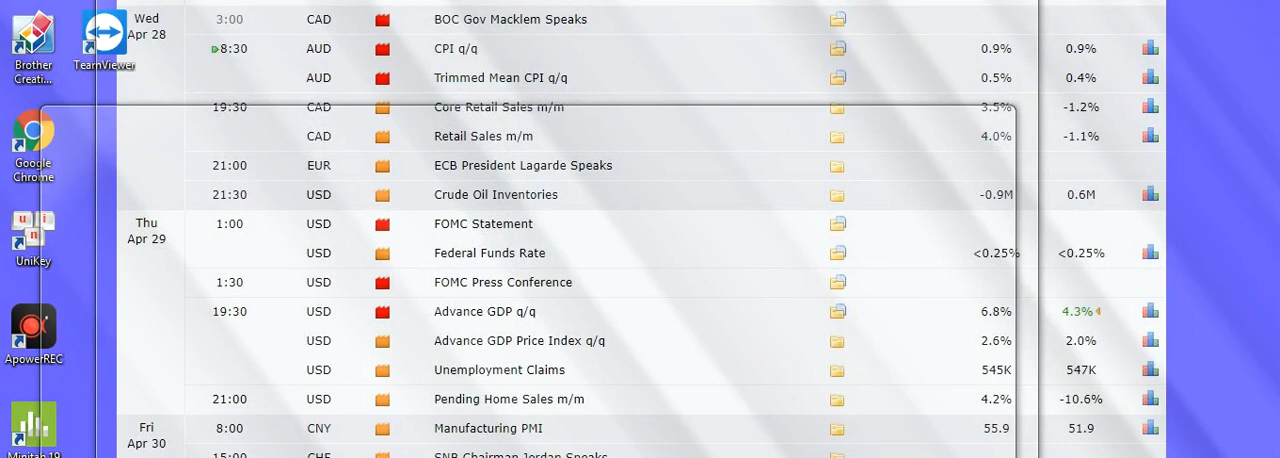 Wed
Apr 28
3:00 CAD BOC Gov Macklem Speaks
8:30 AUD CPI q/q 0.9% 0.9%
AUD Trimmed Mean CPI q/q 0.5% 0.4%
19:30 CAD Core Retail Sales m/m 3.5% -1.2%
CAD Retail Sales m/m 4.0% -1.1%
21:00 EUR ECB President Lagarde Speaks
21:30 USD Crude Oil Inventories -0.9M 0.6M
Thu
Apr 29
1:00 USD FOMC Statement
USD Federal Funds Rate <0.25% <0.25%
1:30 USD FOMC Press Conference
19:30 USD Advance GDP q/q 6.8% 4.3%
USD Advance GDP Price Index q/q 2.6% 2.0%
USD Unemployment Claims 545K 547K
21:00 USD Pending Home Sales m/m 4.2% -10.6%
Fri
Apr 30
8:00 CNY Manufacturing PMI 55.9 51.9
15:00 CHF SNB Chairman Jordan Speaks
Brother
Creati...
TeamViewer
Google
Chrome
u i
n
UniKey
ApowerREC
Minitab 19